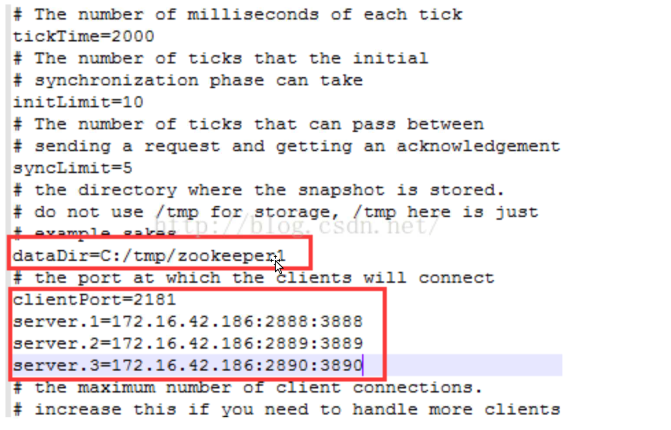 # The number of milliseconds of each tick
tickTime=2000
# The number of ticks that the initial
# synchronization phase can take
initLimit=10
# The number of ticks that can pass between
# sending a request and getting an acknowledgement
syncLimit=5
# the directory where the snapshot is stored.
# do not use /tmp for storage, /tmp here is just
http://blog.csdn.net/
# example sakes
dataDir=C:/tmp/zookeeper1
# the port at which the clients will connect
clientPort=2181
server.1=172.16.42.186:2888:3888
server.2=172.16.42.186:2889:3889
server.3=172.16.42.186:2890:3890
# the maximum number of client connections.
# increase this if you need to handle more clients